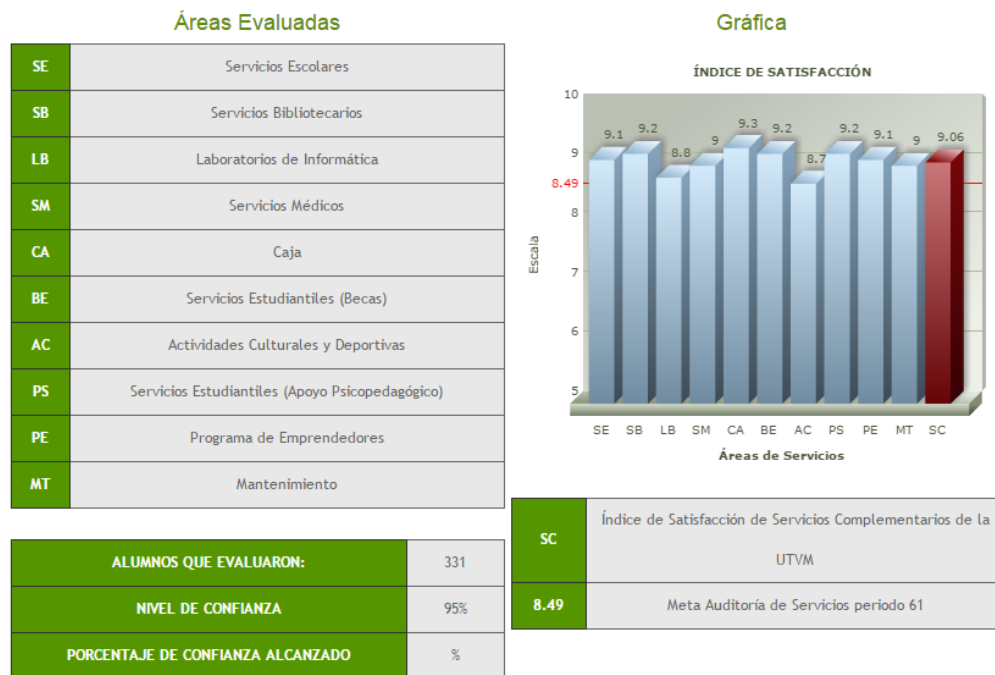 Áreas Evaluadas
SE Servicios Escolares
SB Servicios Bibliotecarios
LB Laboratorios de Informática
SM Servicios Médicos
CA Caja
BE Servicios Estudiantiles (Becas)
AC Actividades Culturales y Deportivas
PS Servicios Estudiantiles (Apoyo Psicopedagógico)
PE Programa de Emprendedores
MT Mantenimiento
ALUMNOS QUE EVALUARON: 331
NIVEL DE CONFIANZA 95%
PORCENTAJE DE CONFIANZA ALCANZADO %
Gráfica
ÍNDICE DE SATISFACCIÓN
10
9
8.49
8
7
6
5
Escala
9.1 9.2 8.8 9 9.3 9.2 8.7 9.2 9.1 9 9.06
SE SB LB SM CA BE AC PS PE MT SC
Áreas de Servicios
SC Índice de Satisfacción de Servicios Complementarios de la
UTVM
8.49 Meta Auditoría de Servicios periodo 61